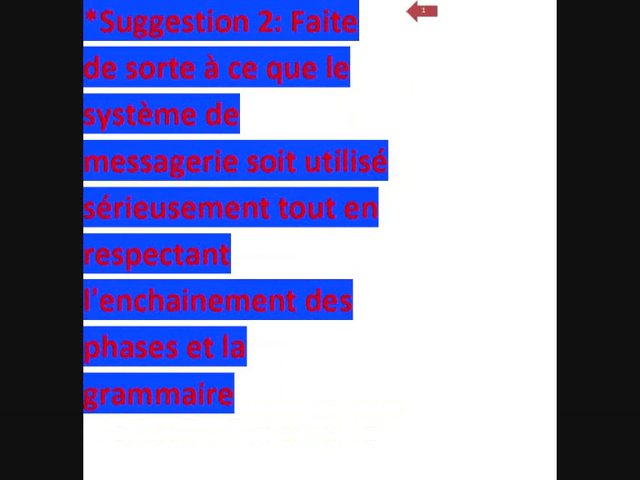 *Suggestion 2: Faite
de sorte à ce que le
système de
messagerie soit utilisé
sérieusement tout en
respectant
l'enchainement des
phases et la
grammaire
1